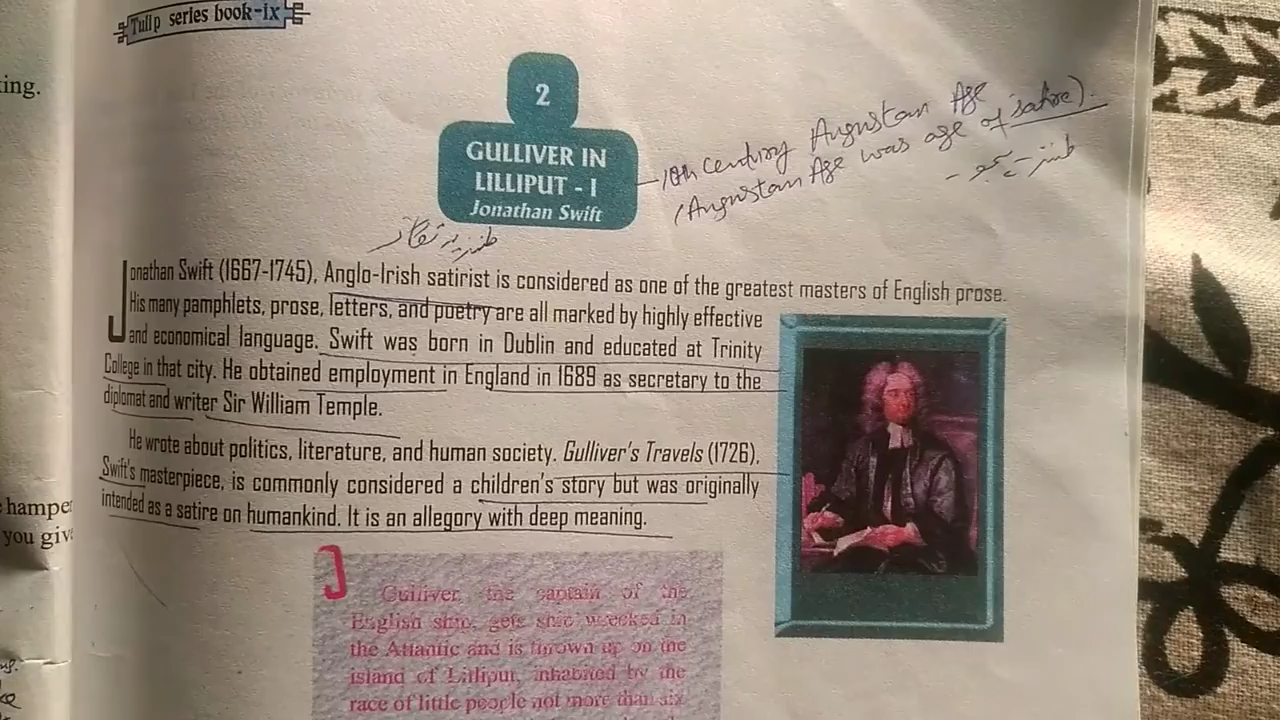 Tulip series book-ix
king.
2
GULLIVER IN
LILLIPUT - I
Jonathan Swift
18th century Augustan Age
(Augustan Age was age of satire).
Jonathan Swift (1667-1745), Anglo-Irish satirist is considered as one of the greatest masters of English prose.
His many pamphlets, prose, letters, and poetry are all marked by highly effective
and economical language. Swift was born in Dublin and educated at Trinity
College in that city. He obtained employment in England in 1689 as secretary to the
diplomat and writer Sir William Temple.
He wrote about politics, literature, and human society. Gulliver's Travels (1726),
Swift's masterpiece, is commonly considered a children's story but was originally
intended as a satire on humankind. It is an allegory with deep meaning.
hamper
you give
Gulliver, the captain of the
English ship, gets ship wrecked in
the Atlantic and is thrown up on the
island of Lilliput, inhabited by the
race of little people not more than six